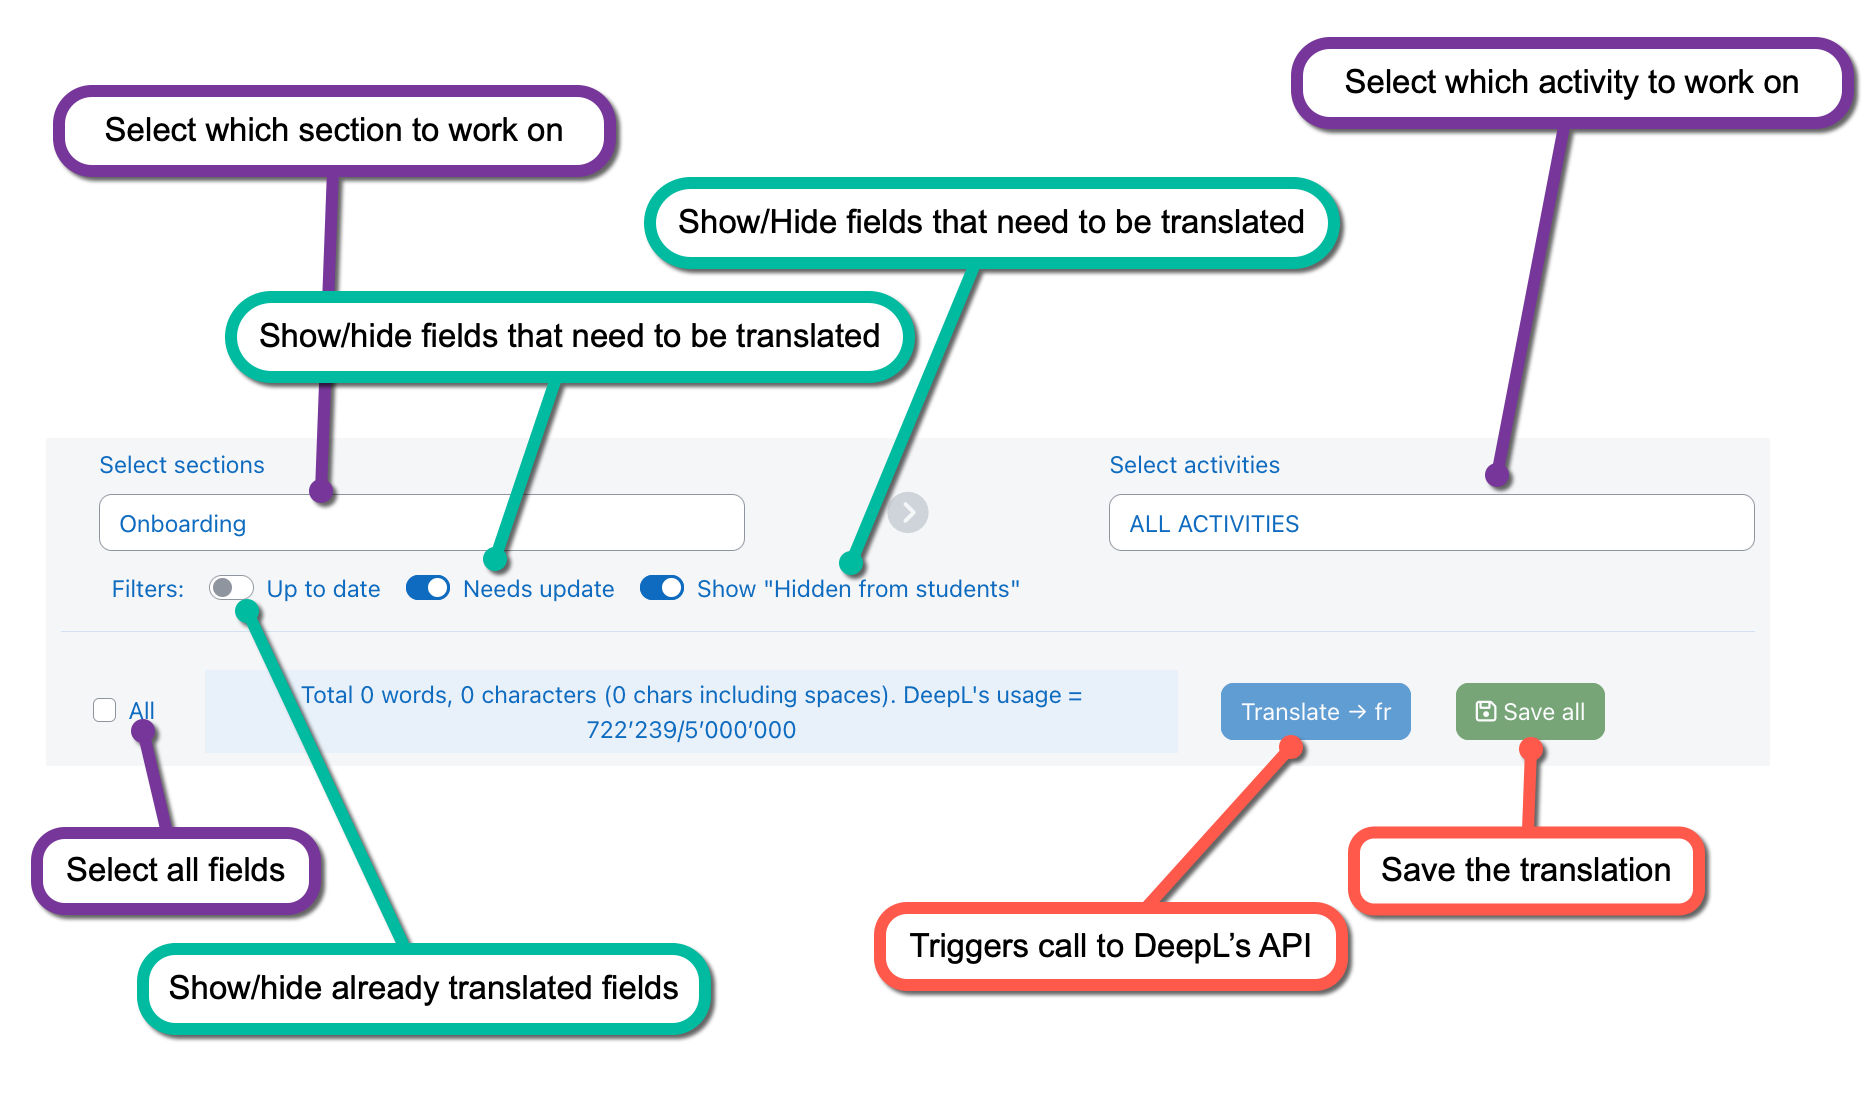 Select which activity to work on
Select which section to work on
Show/Hide fields that need to be translated
Show/hide fields that need to be translated
Select sections
Select activities
Onboarding
ALL ACTIVITIES
Filters:
Up to date
Needs update
Show "Hidden from students"
All
Total 0 words, 0 characters (0 chars including spaces). DeepL's usage =
722’239/5’000’000
Translate → fr
Save all
Select all fields
Save the translation
Triggers call to DeepL’s API
Show/hide already translated fields